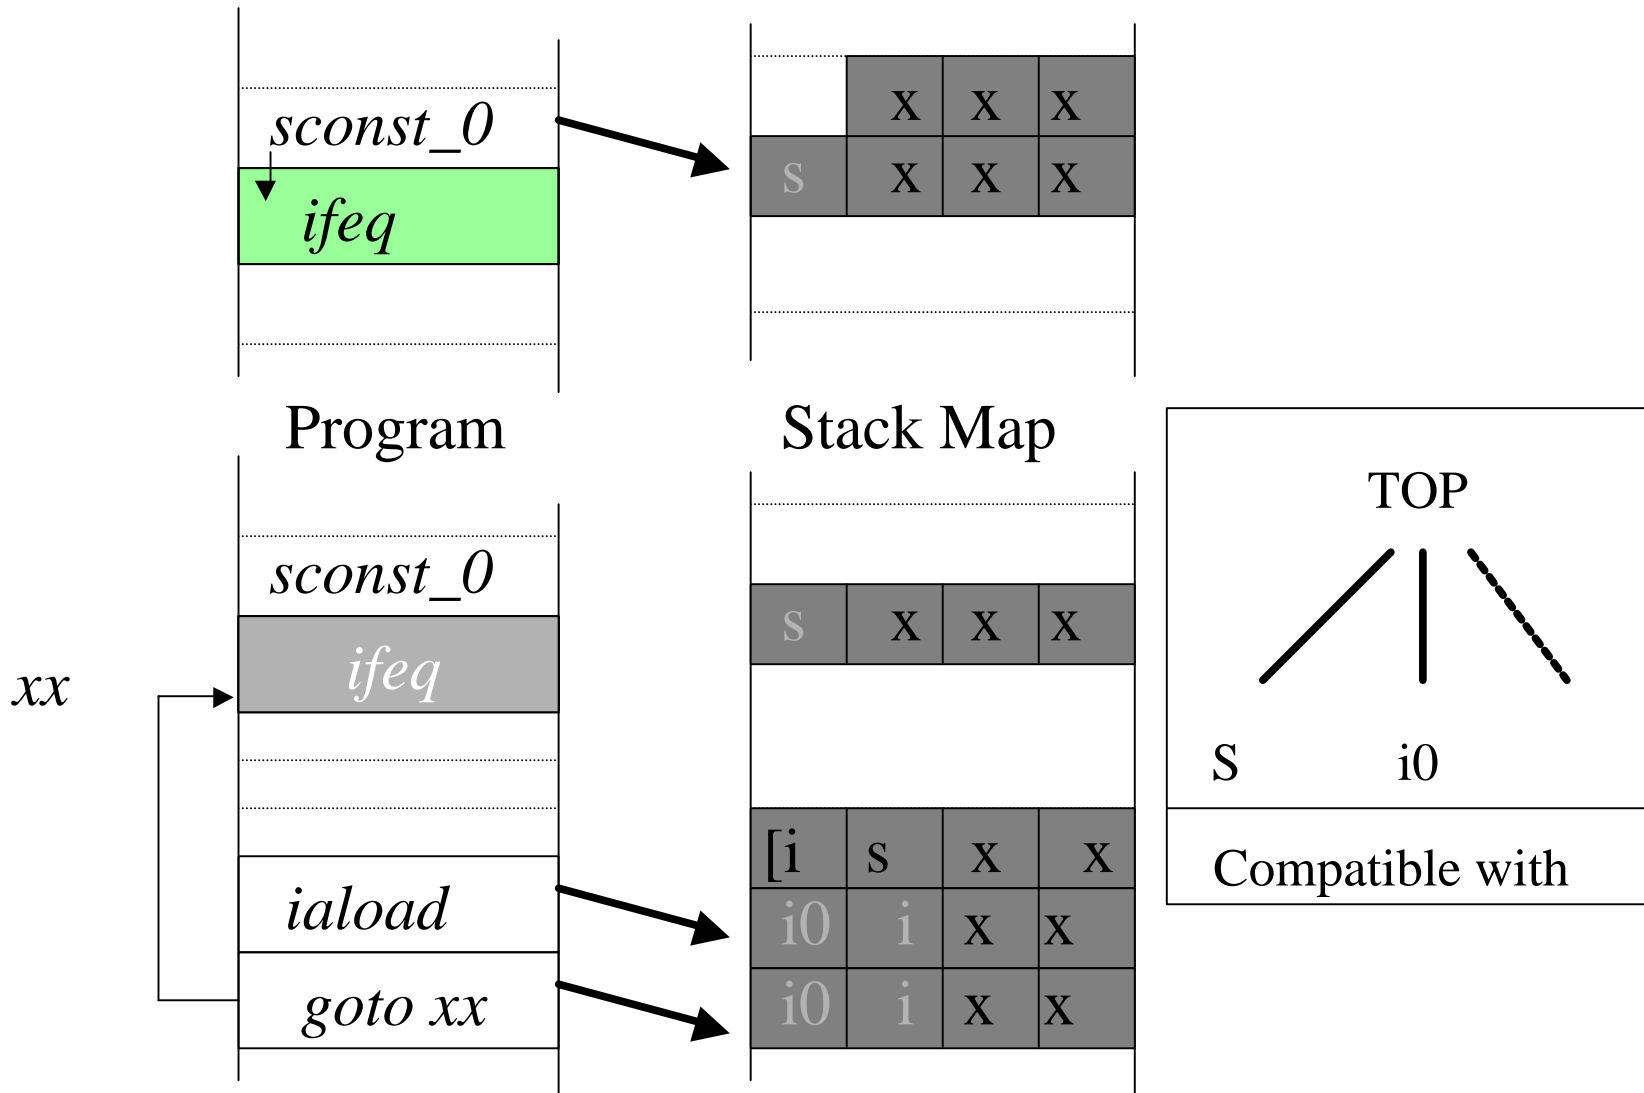 x x x
sconst_0
s x x x
ifeq
Program
Stack Map
TOP
sconst_0
s x x x
ifeq
xx
S i0
[i s x x
Compatible with
iaload
i0 i x x
goto xx
i0 i x x